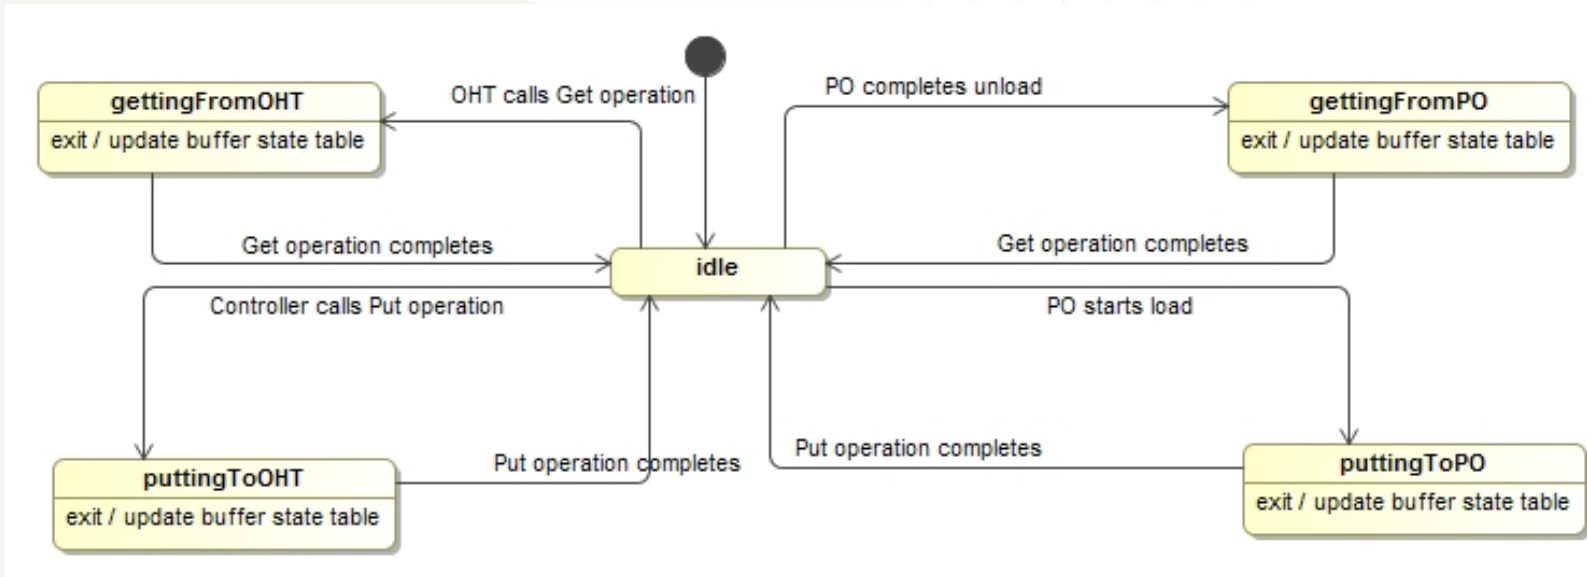 OHT calls Get operation
PO completes unload
gettingFromOHT
exit / update buffer state table
gettingFromPO
exit / update buffer state table
Get operation completes
Get operation completes
idle
Controller calls Put operation
PO starts load
Put operation completes
Put operation completes
puttingToOHT
exit / update buffer state table
puttingToPO
exit / update buffer state table